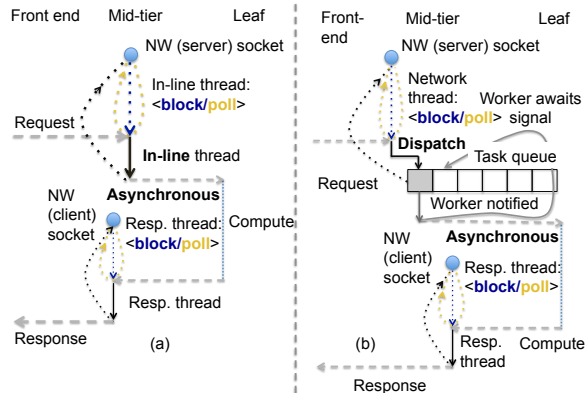 Front end
Mid-tier
Leaf
NW (server) socket
In-line thread:
<block/poll>
Request
In-line thread
Asynchronous
NW
(client)
socket
Resp. thread:
<block/poll>
Compute
Resp. thread
Response
(a)
Front-
end
Mid-tier
Leaf
NW (server) socket
Network
thread:
<block/poll>
Worker awaits
signal
Dispatch
Task queue
Request
Worker notified
Asynchronous
NW
(client)
socket
Resp. thread:
<block/poll>
(b)
Resp.
thread
Compute
Response